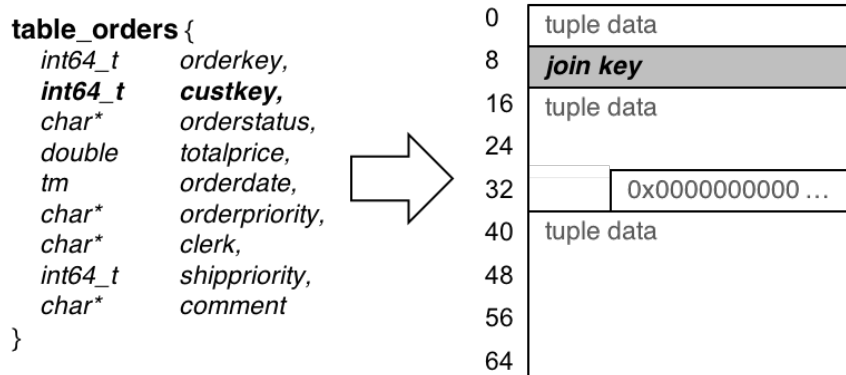 table_orders {
int64_t orderkey,
int64_t custkey,
char* orderstatus,
double totalprice,
tm orderdate,
char* orderpriority,
char* clerk,
int64_t shippriority,
char* comment
}
0 tuple data
8 join key
16 tuple data
24
32 0x0000000000 ...
40 tuple data
48
56
64